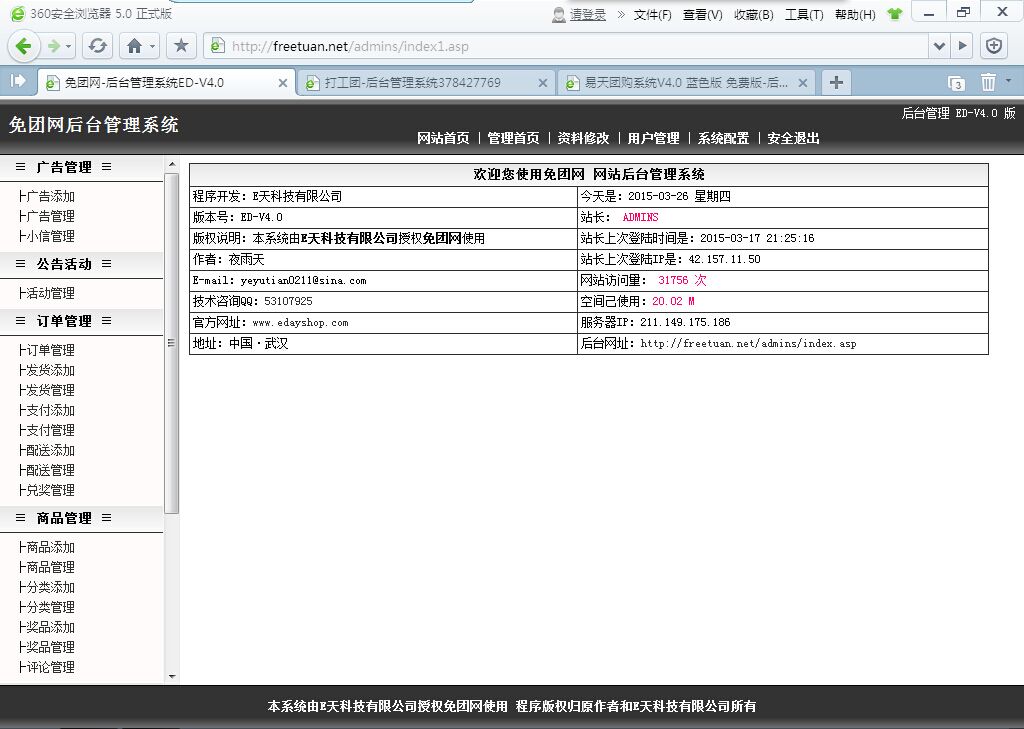 360安全浏览器 5.0 正式版
请登录 » 文件(F) 查看(V) 收藏(B) 工具(T) 帮助(H)
http://freetuan.net/admins/index1.asp
免团网-后台管理系统ED-V4.0
打工团-后台管理系统378427769
易天团购系统V4.0 蓝色版 免费版-后...
3
免团网后台管理系统
后台管理 ED-V4.0 版
网站首页 | 管理首页 | 资料修改 | 用户管理 | 系统配置 | 安全退出
≡ 广告管理 ≡
├广告添加
├广告管理
├小信管理
≡ 公告活动 ≡
├活动管理
≡ 订单管理 ≡
├订单管理
├发货添加
├发货管理
├支付添加
├支付管理
├配送添加
├配送管理
├兑奖管理
≡ 商品管理 ≡
├商品添加
├商品管理
├分类添加
├分类管理
├奖品添加
├奖品管理
├评论管理
欢迎您使用免团网 网站后台管理系统
程序开发：E天科技有限公司
今天是：2015-03-26 星期四
版本号：ED-V4.0
站长： ADMINS
版权说明：本系统由E天科技有限公司授权免团网使用
站长上次登陆时间是：2015-03-17 21:25:16
作者：夜雨天
站长上次登陆IP是：42.157.11.50
E-mail：yeyutian0211@sina.com
网站访问量： 31756 次
技术咨询QQ：53107925
空间己使用：20.02 M
官方网址：www.edayshop.com
服务器IP：211.149.175.186
地址：中国·武汉
后台网址：http://freetuan.net/admins/index.asp
本系统由E天科技有限公司授权免团网使用 程序版权归原作者和E天科技有限公司所有